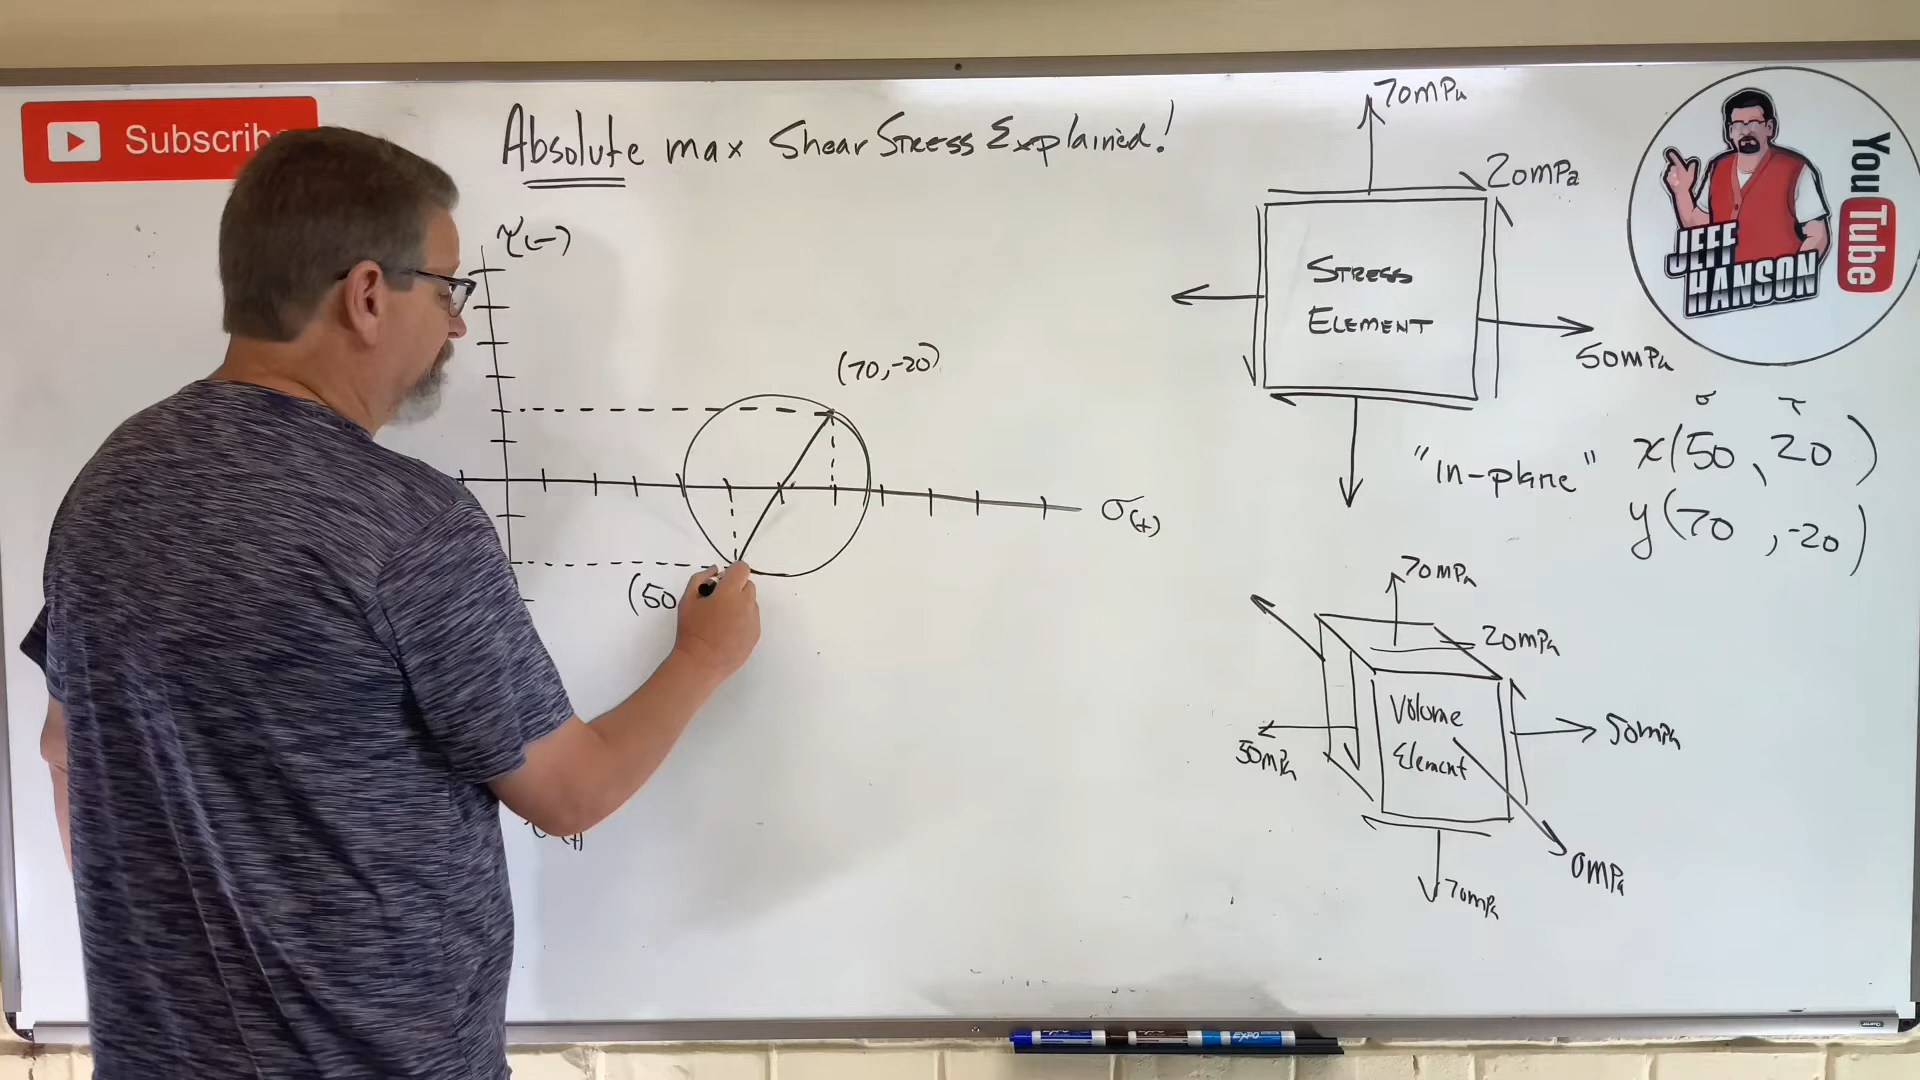 Subscrib
Absolute max Shear Stress Explained!
70mPa
20mPa
YouTube
JEFF
HANSON
τ(-)
STRESS
ELEMENT
50mPa
(70,-20)
σ τ
x(50, 20)
"in-plane"
y(70, -20)
σ(+)
(50
70mPa
20mPa
Volume
Element
50mPa
50mPa
0mPa
70mPa
τ(+)
EXPO